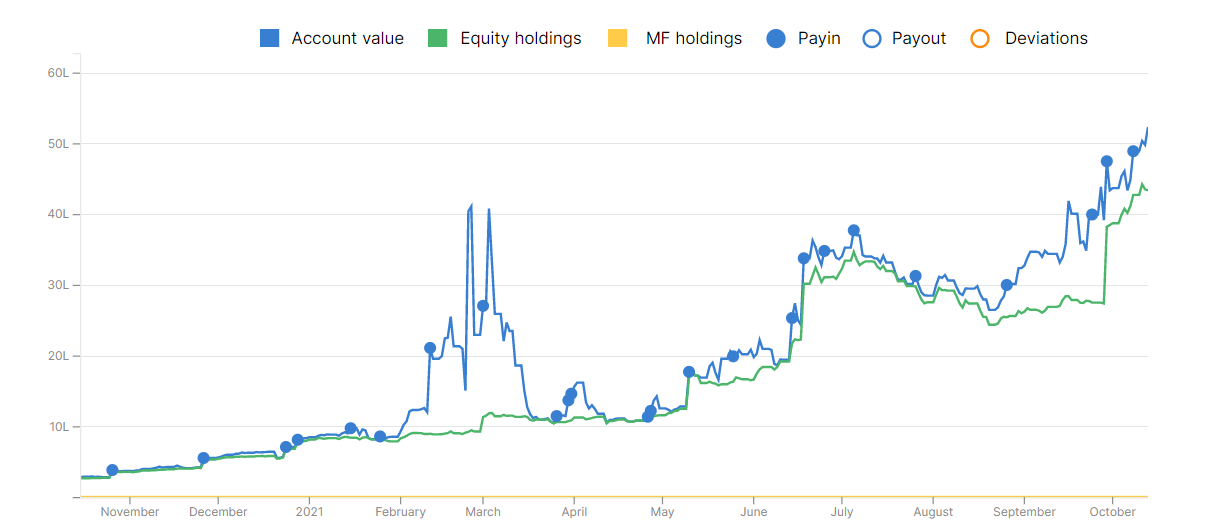 Account value Equity holdings MF holdings Payin Payout Deviations
60L
50L
40L
30L
20L
10L
November December 2021 February March April May June July August September October